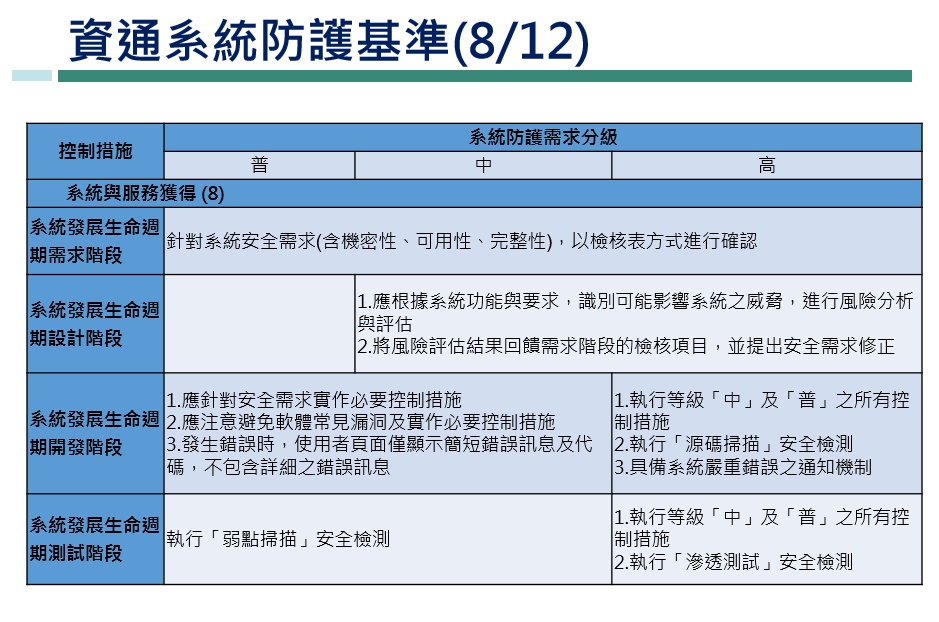 資通系統防護基準(8/12)
控制措施
系統防護需求分級
普
中
高
系統與服務獲得 (8)
系統發展生命週
期需求階段
針對系統安全需求(含機密性、可用性、完整性)，以檢核表方式進行確認
系統發展生命週
期設計階段
1.應根據系統功能與要求，識別可能影響系統之威脅，進行風險分析
與評估
2.將風險評估結果回饋需求階段的檢核項目，並提出安全需求修正
系統發展生命週
期開發階段
1.應針對安全需求實作必要控制措施
2.應注意避免軟體常見漏洞及實作必要控制措施
3.發生錯誤時，使用者頁面僅顯示簡短錯誤訊息及代
碼，不包含詳細之錯誤訊息
1.執行等級「中」及「普」之所有控
制措施
2.執行「源碼掃描」安全檢測
3.具備系統嚴重錯誤之通知機制
系統發展生命週
期測試階段
執行「弱點掃描」安全檢測
1.執行等級「中」及「普」之所有控
制措施
2.執行「滲透測試」安全檢測